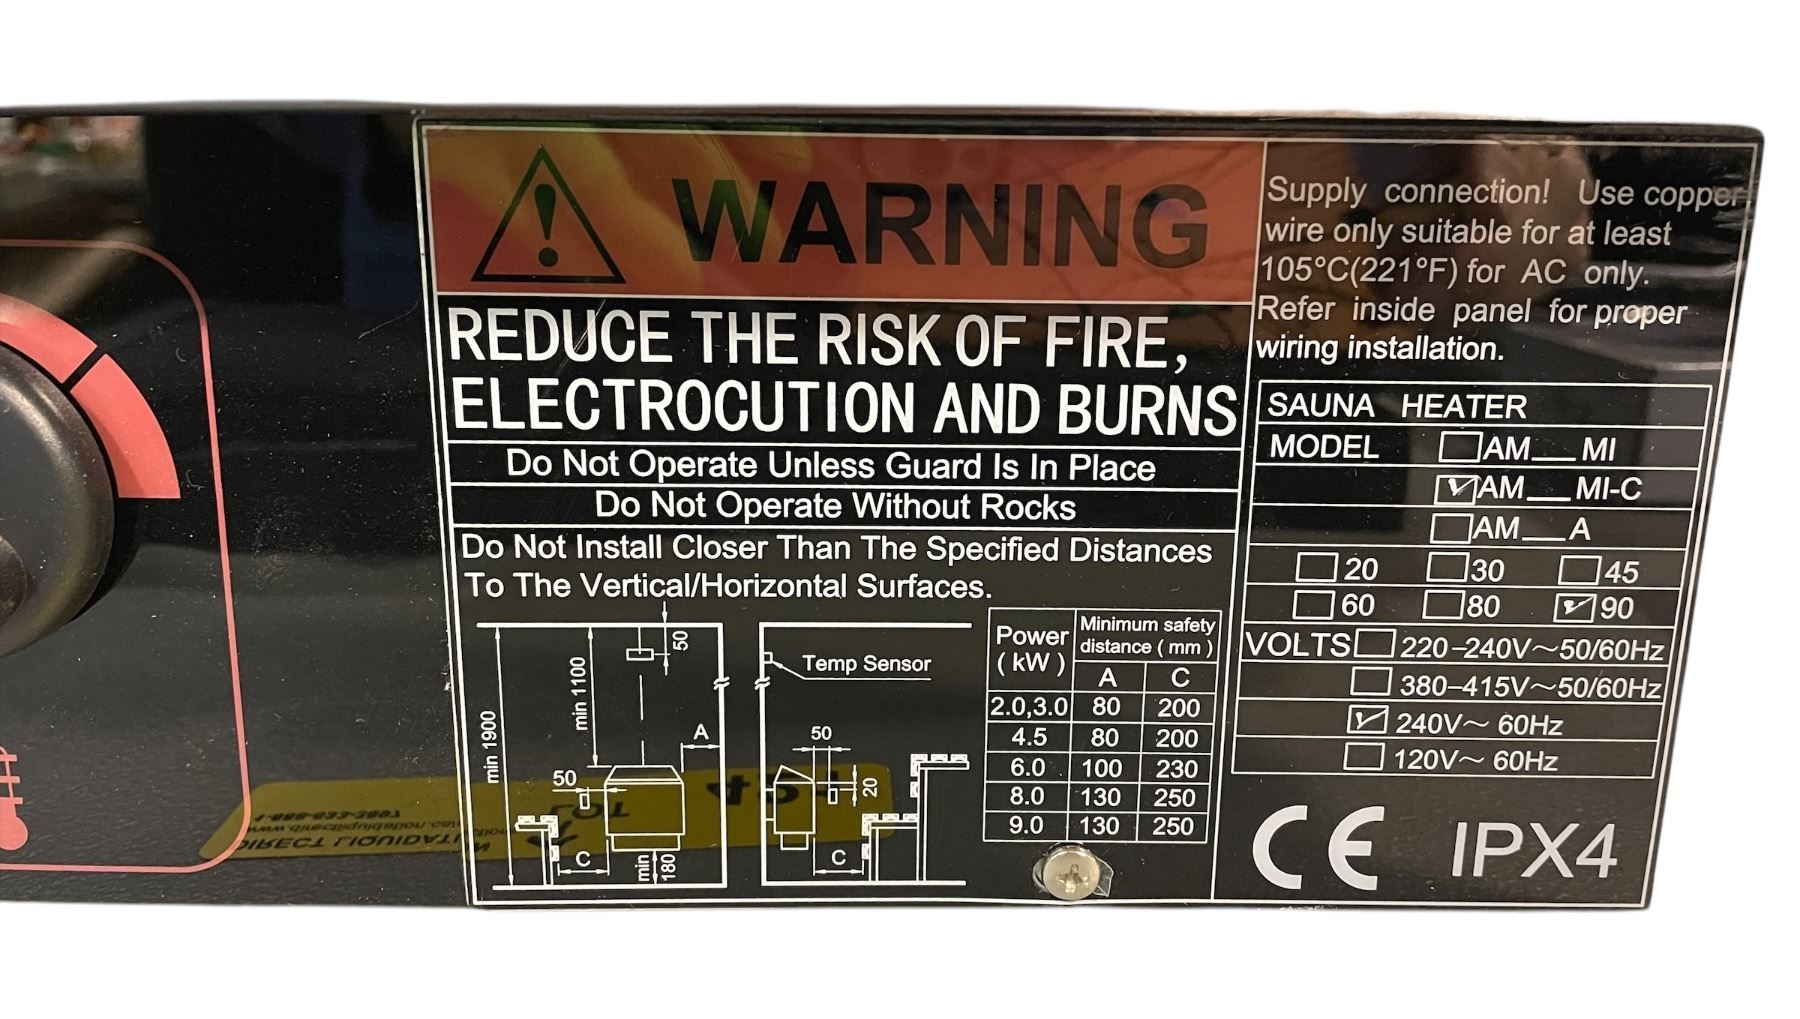 WARNING
REDUCE THE RISK OF FIRE,
ELECTROCUTION AND BURNS
Do Not Operate Unless Guard Is In Place
Do Not Operate Without Rocks
Do Not Install Closer Than The Specified Distances
To The Vertical/Horizontal Surfaces.
min 1900
min 1100
50
A
50
C
min 180
Temp Sensor
50
20
C
Power (kW) Minimum safety distance (mm)
A C
2.0,3.0 80 200
4.5 80 200
6.0 100 230
8.0 130 250
9.0 130 250
Supply connection! Use copper
wire only suitable for at least
105°C(221°F) for AC only.
Refer inside panel for proper
wiring installation.
SAUNA HEATER
MODEL AM___MI
AM___MI-C
AM___A
20 30 45
60 80 90
VOLTS 220-240V~50/60Hz
380-415V~50/60Hz
240V~ 60Hz
120V~ 60Hz
CE IPX4
DIRECT LIQUIDATION
LOT